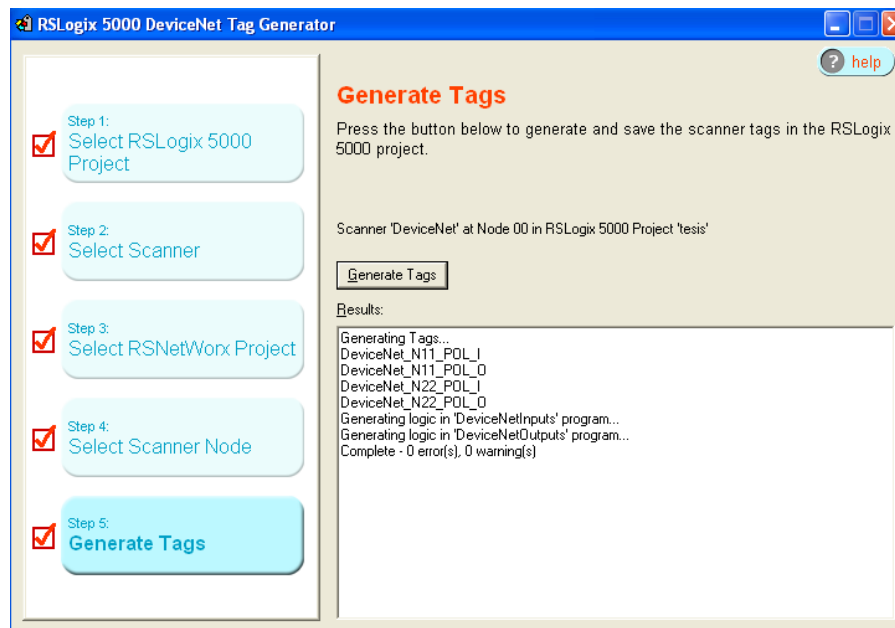 RSLogix 5000 DeviceNet Tag Generator
help
Step 1:
Select RSLogix 5000
Project
Step 2:
Select Scanner
Step 3:
Select RSNetWorx Project
Step 4:
Select Scanner Node
Step 5:
Generate Tags
Generate Tags
Press the button below to generate and save the scanner tags in the RSLogix
5000 project.
Scanner 'DeviceNet' at Node 00 in RSLogix 5000 Project 'tesis'
Generate Tags
Results:
Generating Tags...
DeviceNet_N11_POL_I
DeviceNet_N11_POL_O
DeviceNet_N22_POL_I
DeviceNet_N22_POL_O
Generating logic in 'DeviceNetInputs' program...
Generating logic in 'DeviceNetOutputs' program...
Complete - 0 error(s), 0 warning(s)